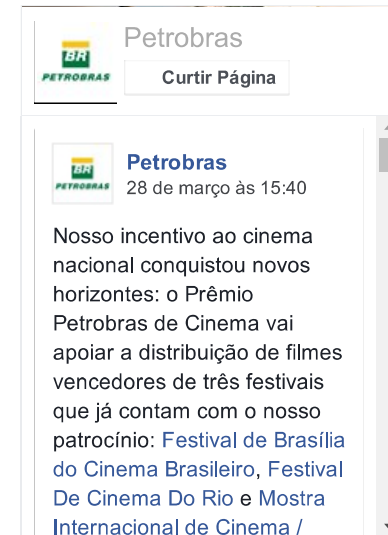 BR
PETROBRAS
Petrobras
Curtir Página
BR
PETROBRAS
Petrobras
28 de março às 15:40
Nosso incentivo ao cinema
nacional conquistou novos
horizontes: o Prêmio
Petrobras de Cinema vai
apoiar a distribuição de filmes
vencedores de três festivais
que já contam com o nosso
patrocínio: Festival de Brasília
do Cinema Brasileiro, Festival
De Cinema Do Rio e Mostra
Internacional de Cinema /